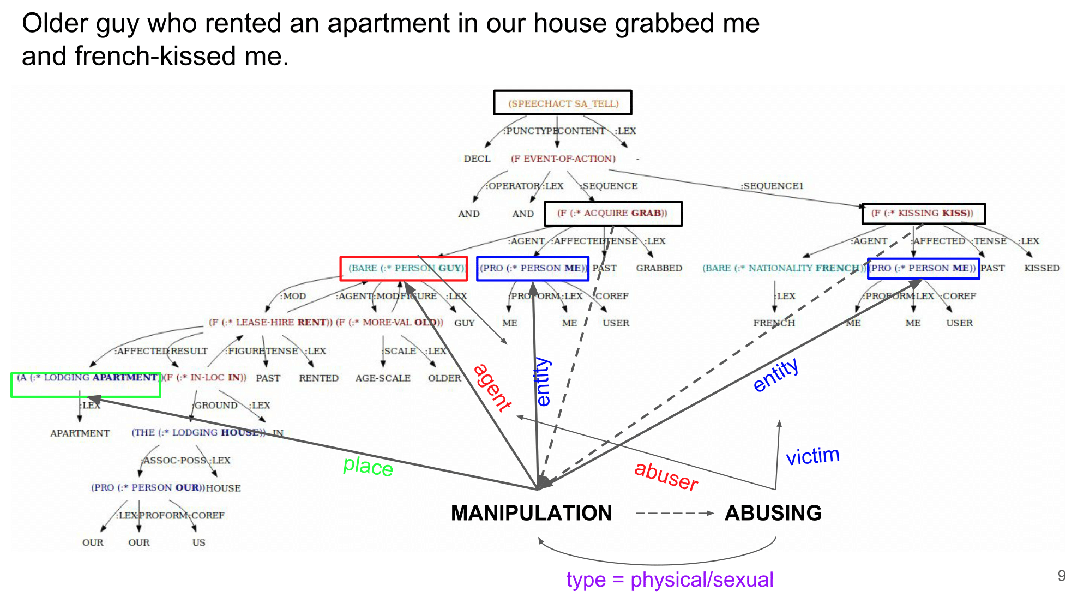 Older guy who rented an apartment in our house grabbed me
and french-kissed me.
(SPEECHACT SA_TELL)
:PUNCTYPE :CONTENT :LEX
DECL (F EVENT-OF-ACTION) -
:OPERATOR :LEX :SEQUENCE :SEQUENCE1
AND AND (F (:* ACQUIRE GRAB)) (F (:* KISSING KISS))
:AGENT :AFFECTED :TENSE :LEX :AGENT :AFFECTED :TENSE :LEX
(BARE (:* PERSON GUY)) (PRO (:* PERSON ME)) PAST GRABBED (BARE (:* NATIONALITY FRENCH)) (PRO (:* PERSON ME)) PAST KISSED
:MOD :AGENT :MOD :FIGURE :LEX :PROFORM :LEX :COREF :LEX :PROFORM :LEX :COREF
(F (:* LEASE-HIRE RENT)) (F (:* MORE-VAL OLD)) GUY ME ME USER FRENCH ME ME USER
:AFFECTED :RESULT :FIGURE :TENSE :LEX :SCALE :LEX
(A (:* LODGING APARTMENT)) (F (:* IN-LOC IN)) PAST RENTED AGE-SCALE OLDER
agent entity entity
:LEX :GROUND :LEX
APARTMENT (THE (:* LODGING HOUSE)) IN
:ASSOC-POSS :LEX place abuser victim
(PRO (:* PERSON OUR)) HOUSE
:LEX :PROFORM :COREF MANIPULATION ABUSING
OUR OUR US
type = physical/sexual
9